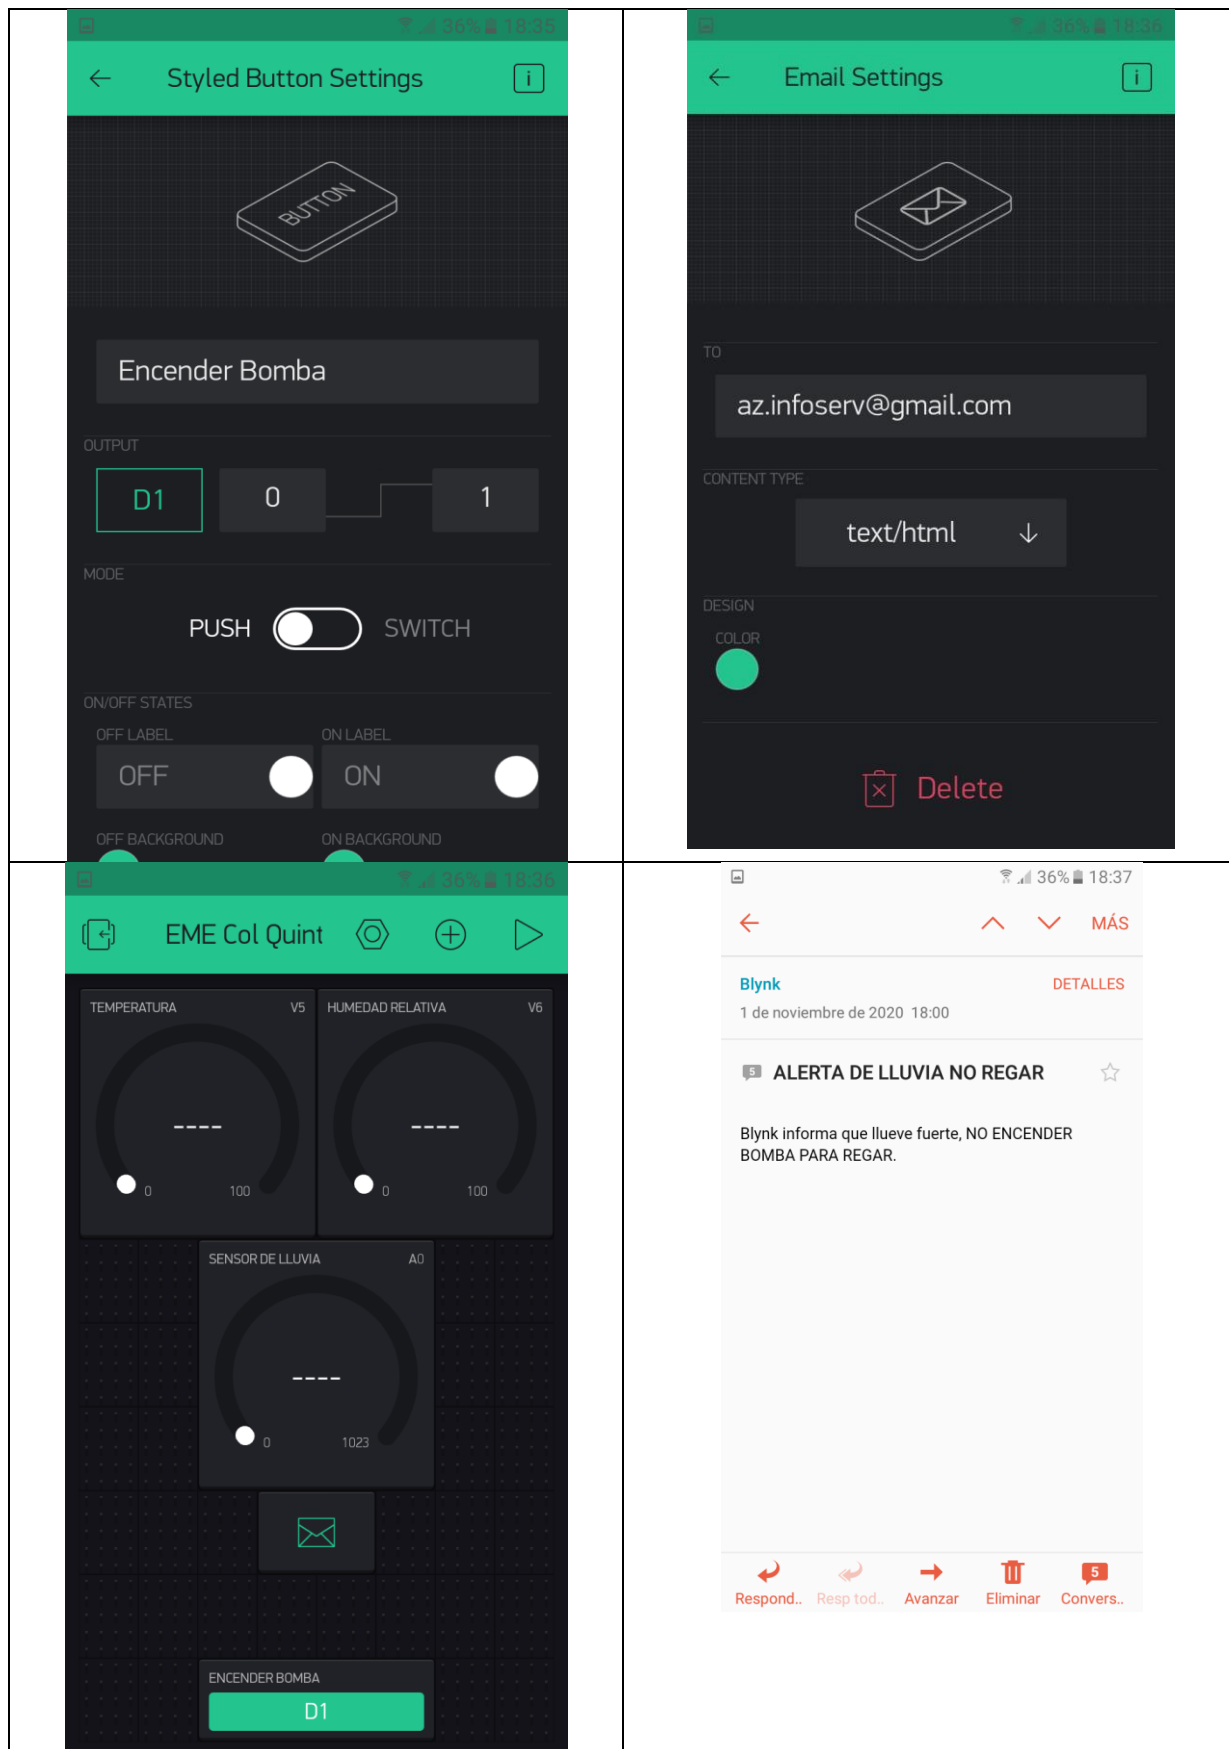 36% 18:35
Styled Button Settings
i
BUTTON
Encender Bomba
OUTPUT
D1 0 1
MODE
PUSH SWITCH
ON/OFF STATES
OFF LABEL ON LABEL
OFF ON
OFF BACKGROUND ON BACKGROUND
36% 18:36
Email Settings
i
TO
az.infoserv@gmail.com
CONTENT TYPE
text/html
DESIGN
COLOR
Delete
36% 18:36
EME Col Quint
TEMPERATURA V5 HUMEDAD RELATIVA V6
---- ----
0 100 0 100
SENSOR DE LLUVIA A0
----
0 1023
ENCENDER BOMBA
D1
36% 18:37
MÁS
Blynk DETALLES
1 de noviembre de 2020 18:00
5 ALERTA DE LLUVIA NO REGAR
Blynk informa que llueve fuerte, NO ENCENDER
BOMBA PARA REGAR.
5
Respond.. Resp tod.. Avanzar Eliminar Convers..